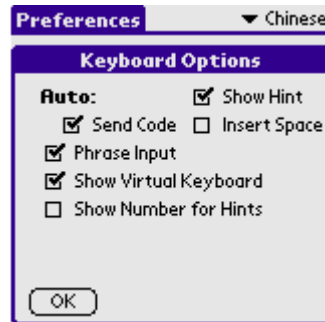 Preferences Chinese
Keyboard Options
Auto: Show Hint
Send Code Insert Space
Phrase Input
Show Virtual Keyboard
Show Number for Hints
OK